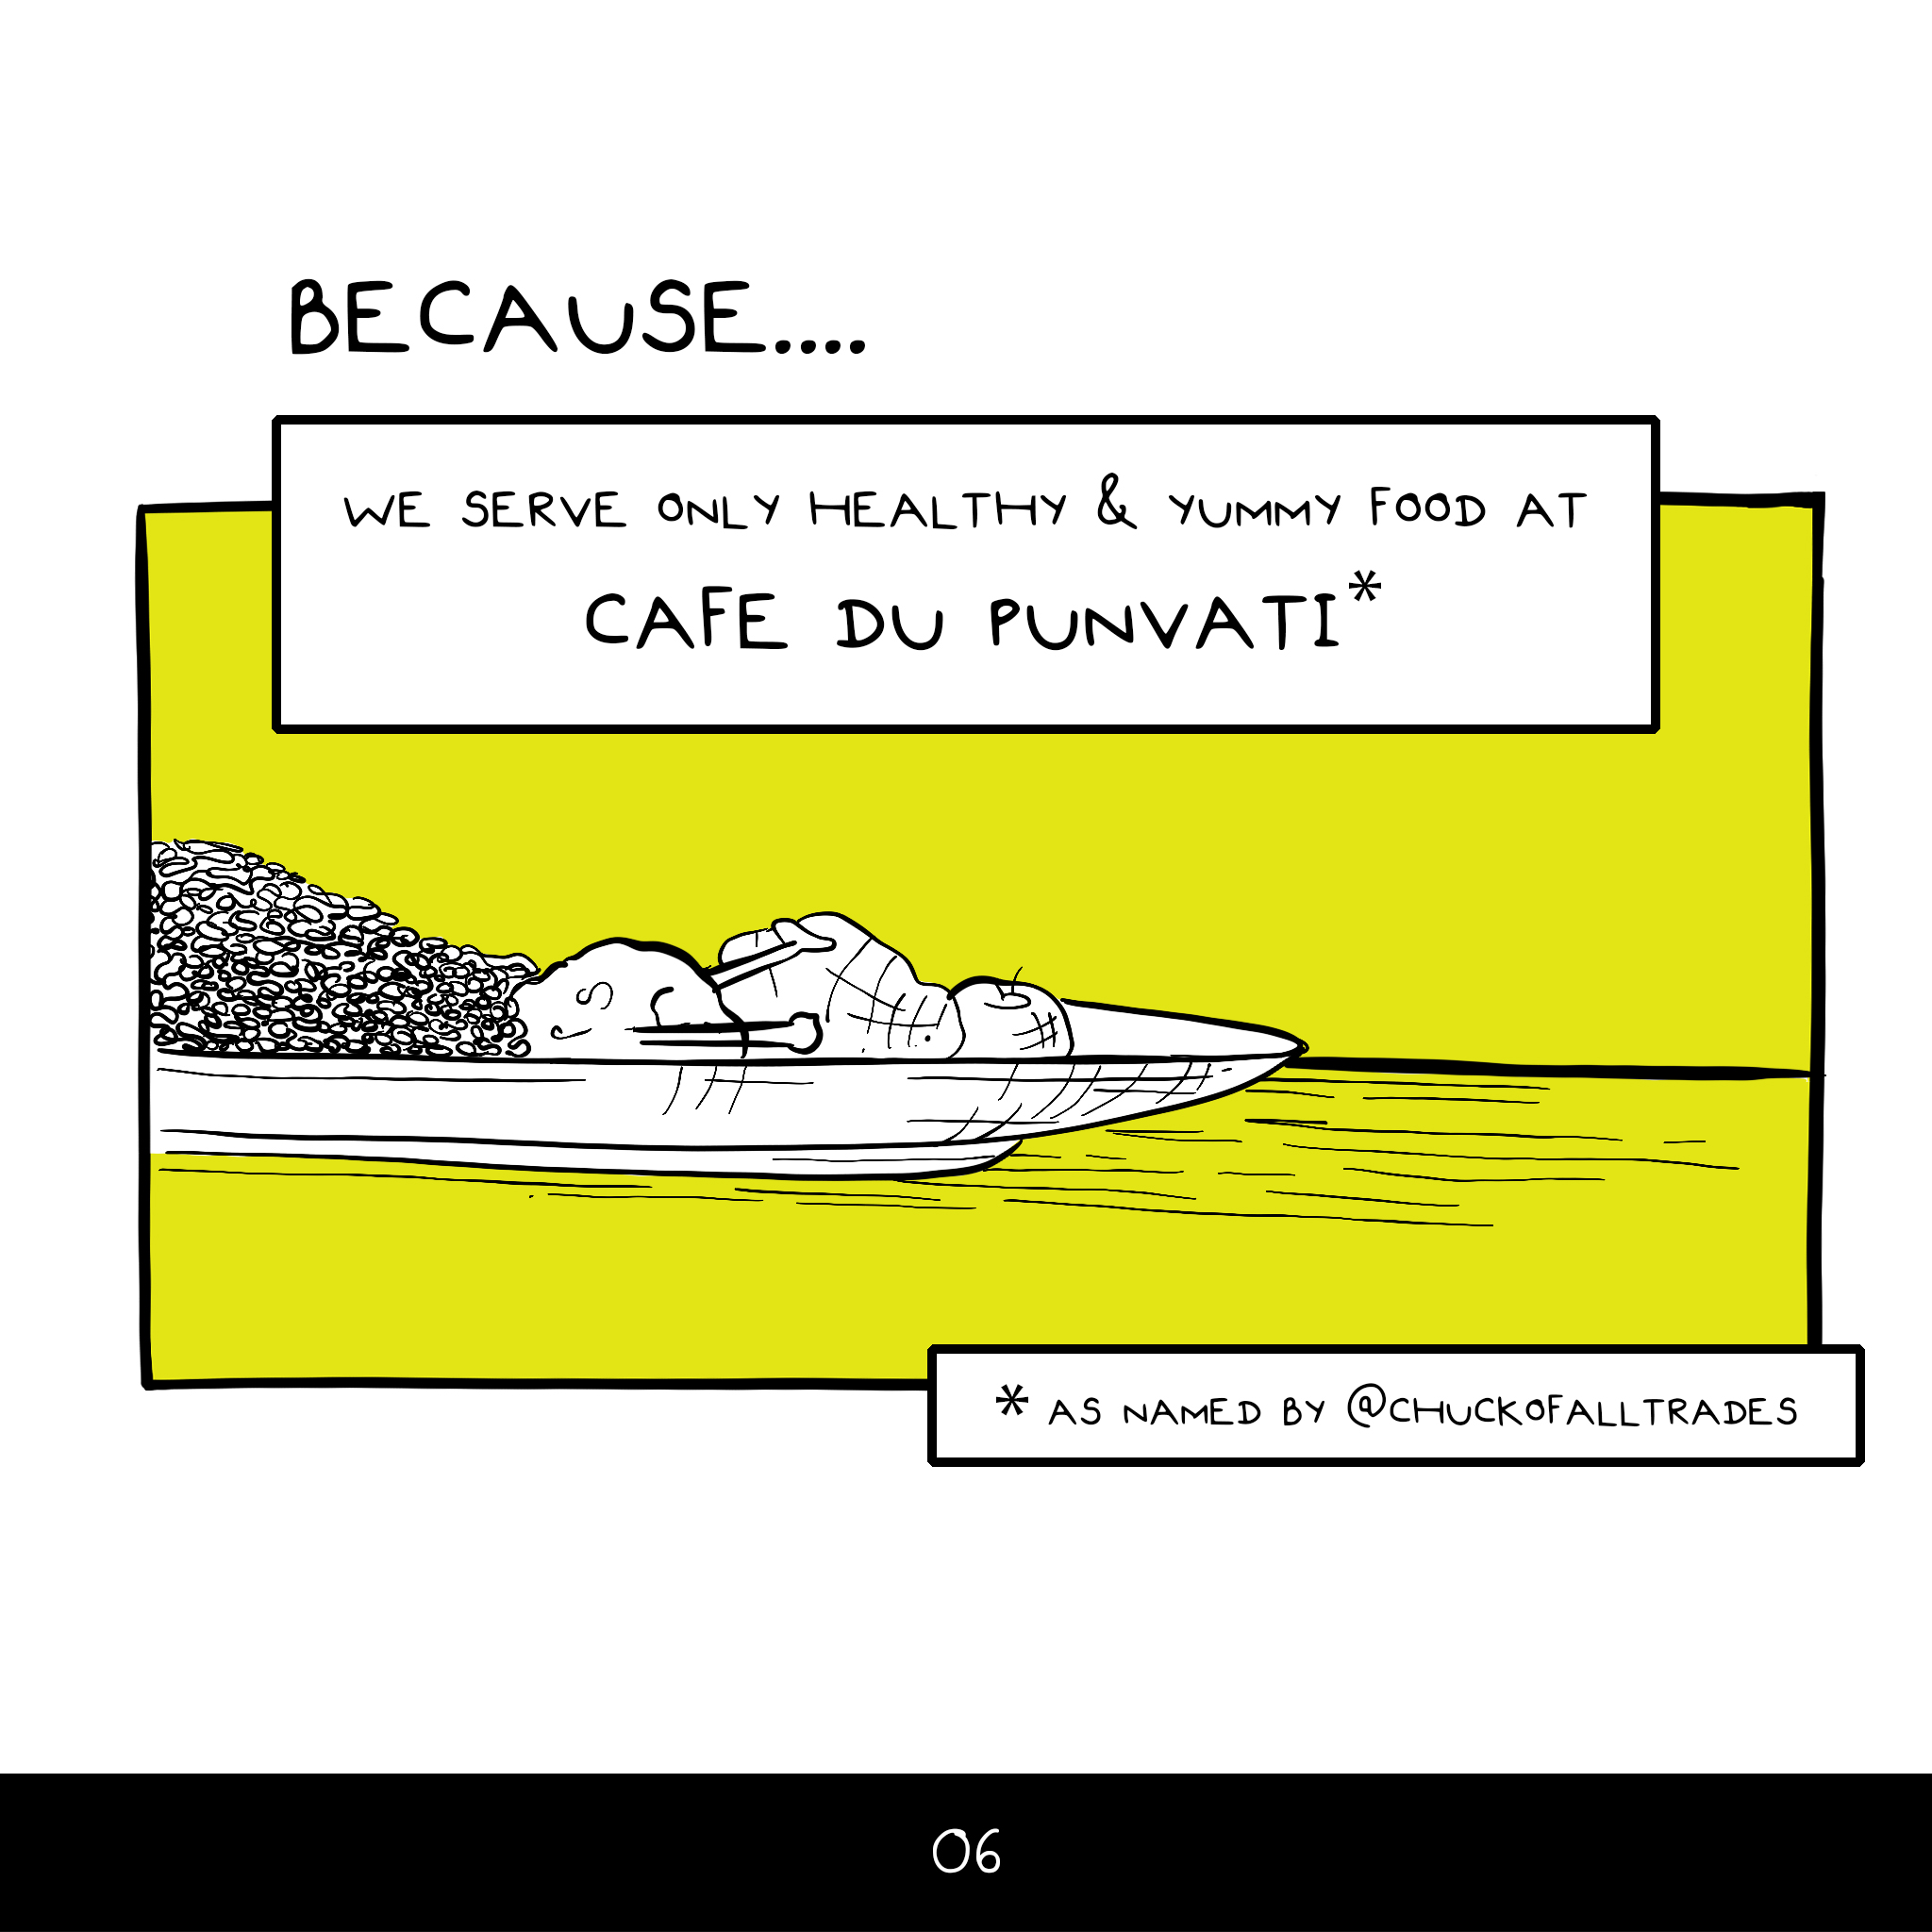 BECAUSE.....
WE SERVE ONLY HEALTHY & YUMMY FOOD AT
CAFE DU PUNVATI*
* AS NAMED BY @CHUCKOFALLTRADES
06